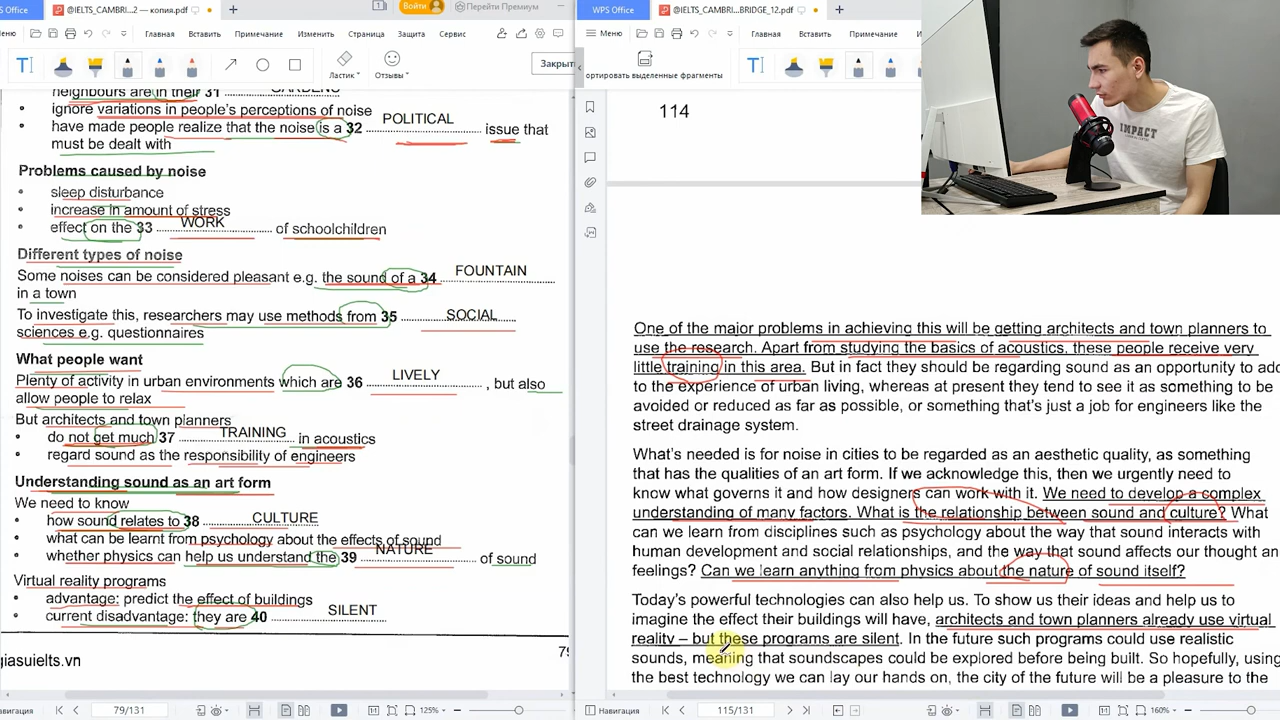 PS Office
@IELTS_CAMBRI...2 — копия.pdf
1
Войти
Перейти Премиум
WPS Office
@IELTS_CAMBRI...BRIDGE_12.pdf
Главная Вставить Примечание Изменить Страница Защита Сервис
Меню
Главная Вставить Примечание
Ластик
Отзывы
Закрыт
ортировать выделенные фрагменты
neighbours are in their 31 GARDENS
• ignore variations in people's perceptions of noise
• have made people realize that the noise is a 32 POLITICAL issue that
must be dealt with
Problems caused by noise
• sleep disturbance
• increase in amount of stress
• effect on the 33 WORK of schoolchildren
Different types of noise
Some noises can be considered pleasant e.g. the sound of a 34 FOUNTAIN
in a town
To investigate this, researchers may use methods from 35 SOCIAL
sciences e.g. questionnaires
What people want
Plenty of activity in urban environments which are 36 LIVELY , but also
allow people to relax
But architects and town planners
• do not get much 37 TRAINING in acoustics
• regard sound as the responsibility of engineers
Understanding sound as an art form
We need to know
• how sound relates to 38 CULTURE
• what can be learnt from psychology about the effects of sound
• whether physics can help us understand the 39 NATURE of sound
Virtual reality programs
• advantage: predict the effect of buildings
• current disadvantage: they are 40 SILENT
giasuielts.vn
79/131
125%
114
One of the major problems in achieving this will be getting architects and town planners to
use the research. Apart from studying the basics of acoustics, these people receive very
little training in this area. But in fact they should be regarding sound as an opportunity to add
to the experience of urban living, whereas at present they tend to see it as something to be
avoided or reduced as far as possible, or something that's just a job for engineers like the
street drainage system.
What's needed is for noise in cities to be regarded as an aesthetic quality, as something
that has the qualities of an art form. If we acknowledge this, then we urgently need to
know what governs it and how designers can work with it. We need to develop a complex
understanding of many factors. What is the relationship between sound and culture? What
can we learn from disciplines such as psychology about the way that sound interacts with
human development and social relationships, and the way that sound affects our thought an
feelings? Can we learn anything from physics about the nature of sound itself?
Today's powerful technologies can also help us. To show us their ideas and help us to
imagine the effect their buildings will have, architects and town planners already use virtual
reality – but these programs are silent. In the future such programs could use realistic
sounds, meaning that soundscapes could be explored before being built. So hopefully, using
the best technology we can lay our hands on, the city of the future will be a pleasure to the
Навигация
115/131
160%
IMPACT